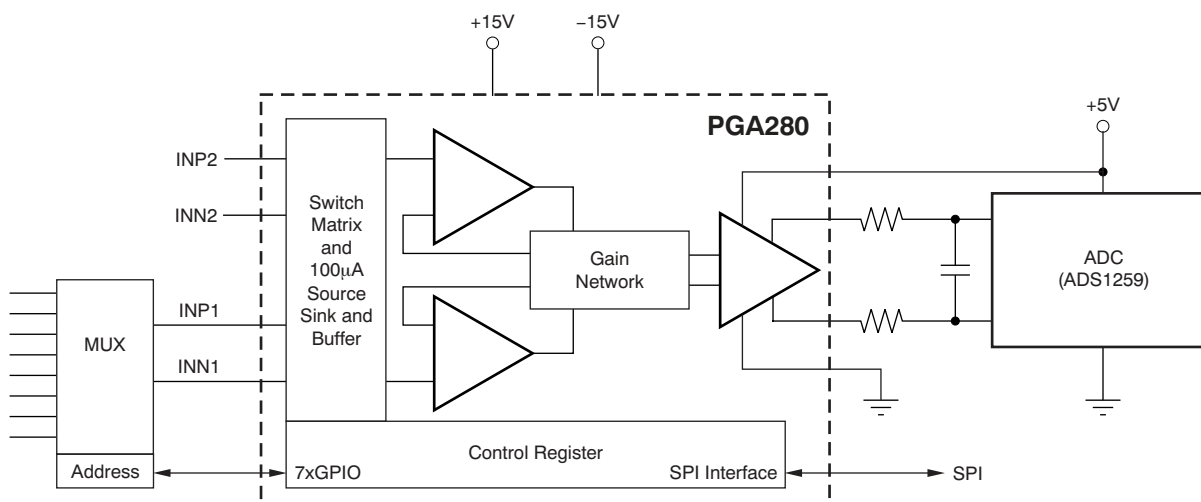 +15V
−15V
PGA280
+5V
INP2
INN2
Switch
Matrix
and
100μA
Source
Sink and
Buffer
Gain
Network
ADC
(ADS1259)
MUX
INP1
INN1
Control Register
Address
7xGPIO
SPI Interface
SPI